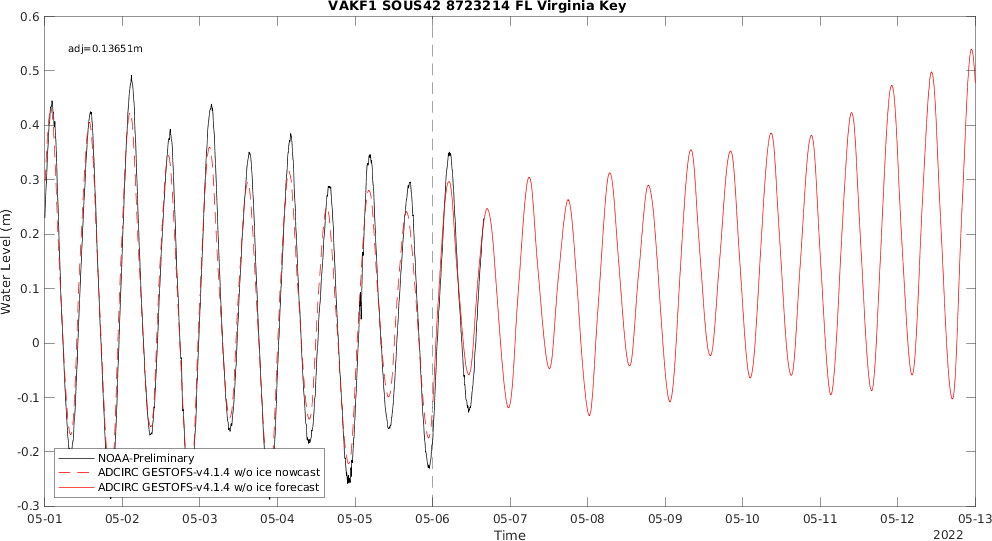 VAKF1 SOUS42 8723214 FL Virginia Key
adj=0.13651m
Water Level (m)
0.6
0.5
0.4
0.3
0.2
0.1
0
-0.1
-0.2
-0.3
NOAA-Preliminary
ADCIRC GESTOFS-v4.1.4 w/o ice nowcast
ADCIRC GESTOFS-v4.1.4 w/o ice forecast
05-01 05-02 05-03 05-04 05-05 05-06 05-07 05-08 05-09 05-10 05-11 05-12 05-13
Time
2022